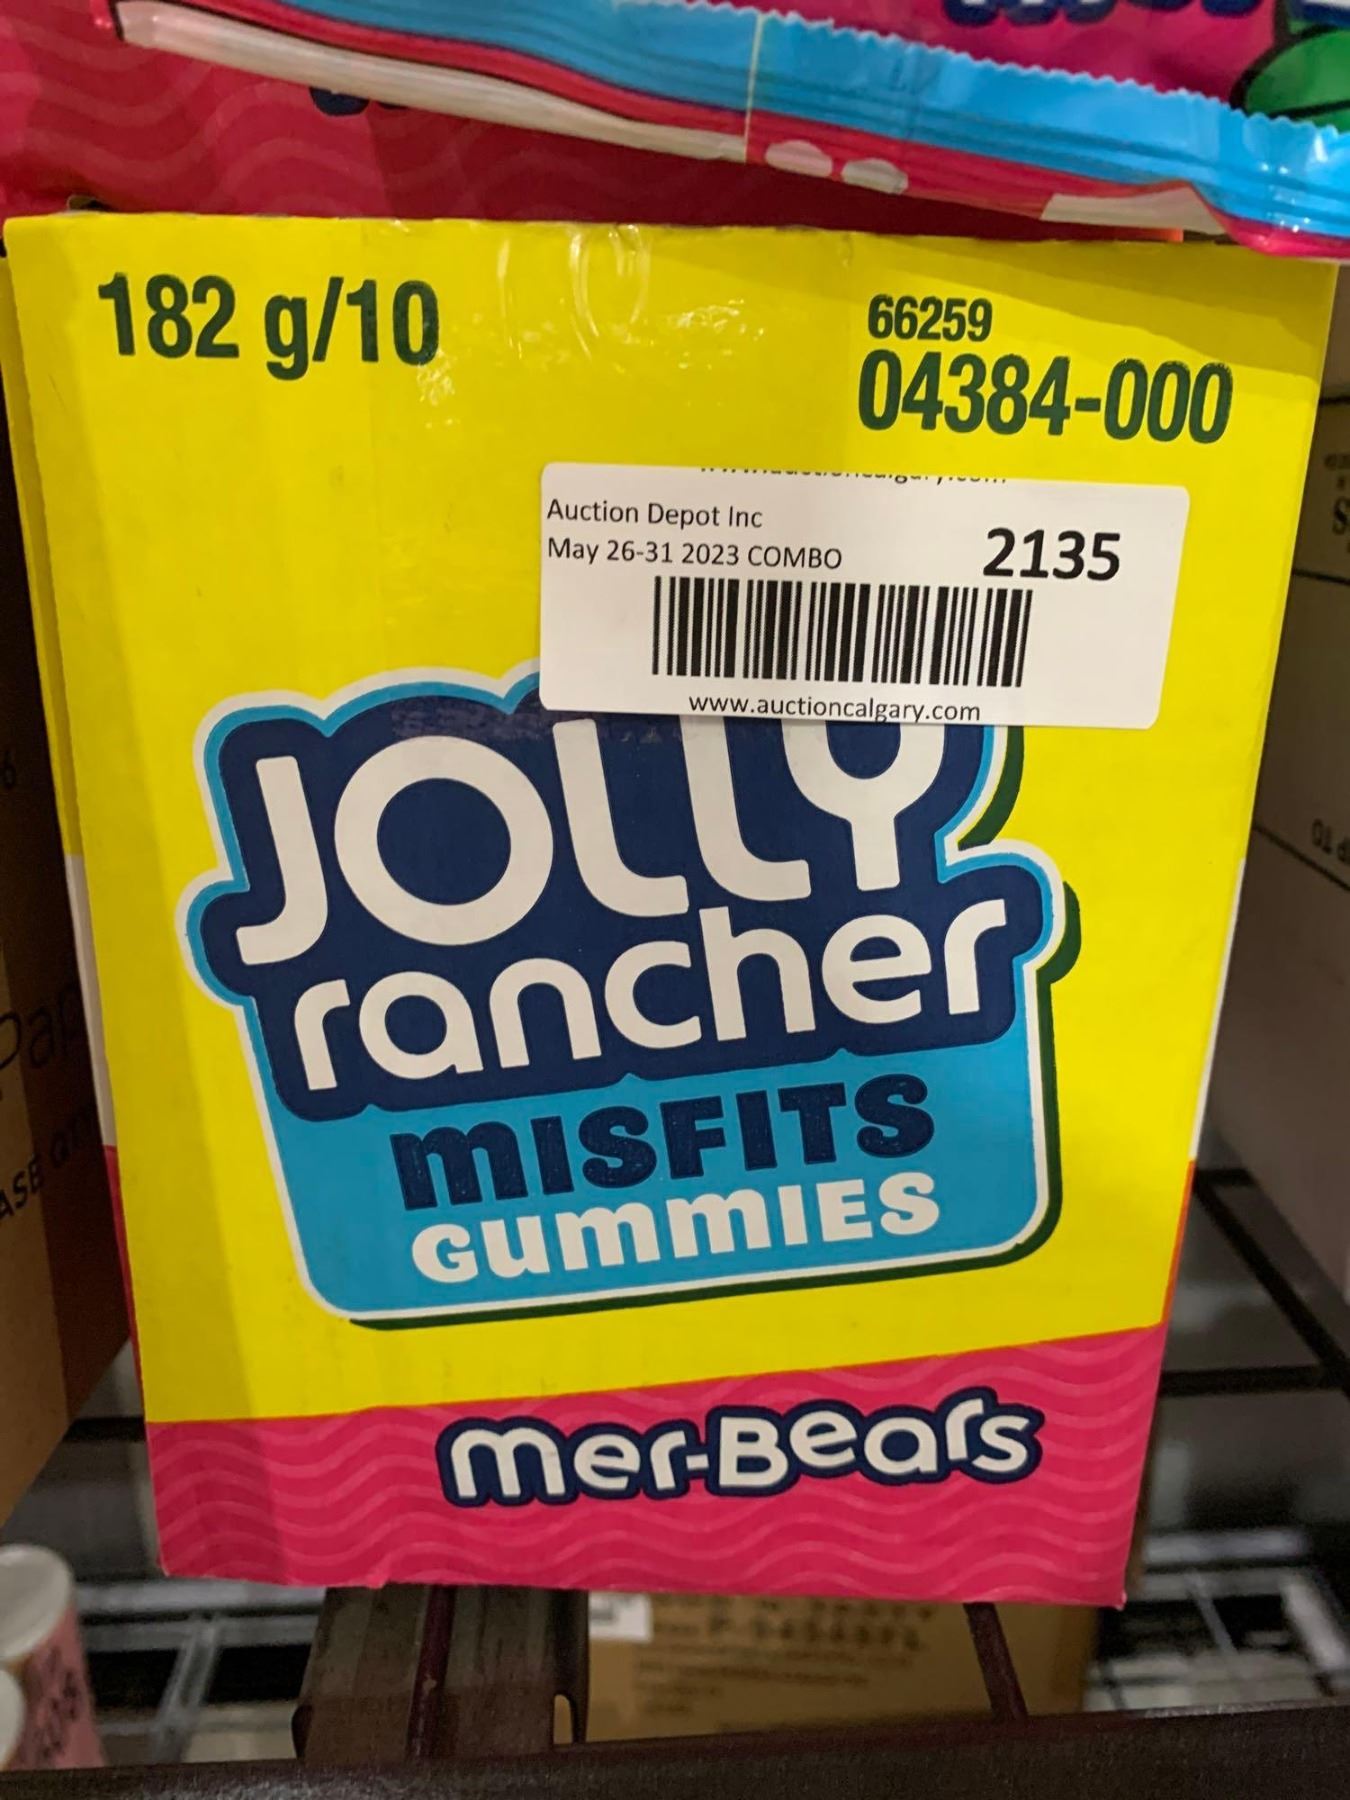 182 g/10
66259
04384-000
Auction Depot Inc
May 26-31 2023 COMBO
2135
www.auctioncalgary.com
JOLLY
rancher
MISFITS
GUMMIES
mer-Bears